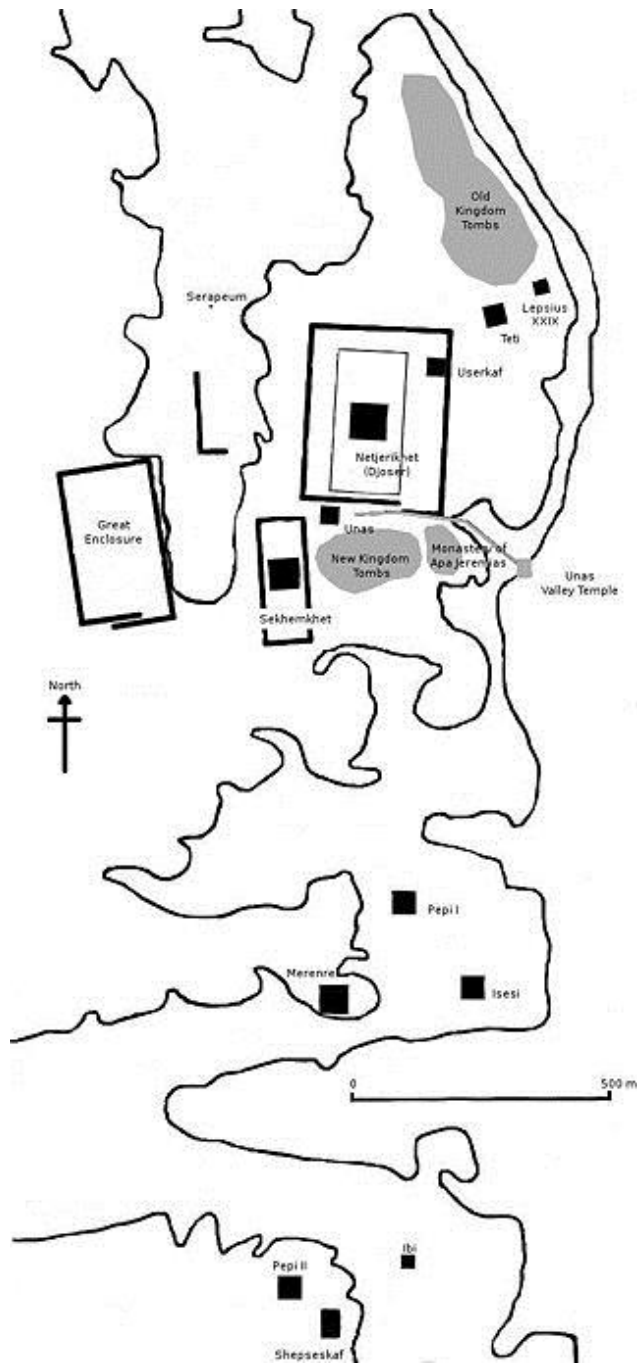 Old
Kingdom
Tombs
Serapeum
Lepsius
XXIX
Teti
Userkaf
Netjerikhet
(Djoser)
Great
Enclosure
Unas
New Kingdom
Tombs
Monastery of
Apa Jeremias
Unas
Valley Temple
Sekhemkhet
North
Pepi I
Merenre
Isesi
0
500 m
Ibi
Pepi II
Shepseskaf